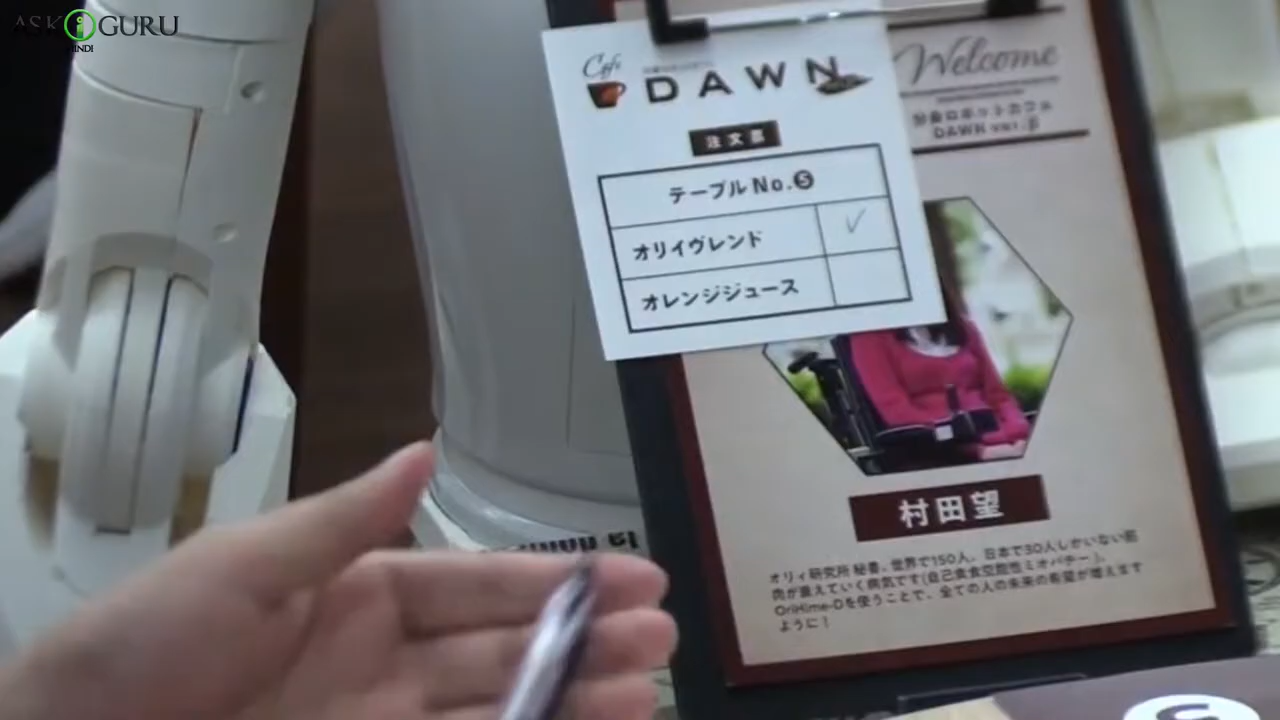 ASK iGURU
HINDI
Cafe
DAWN
注文票
テーブルNo.❺
オリイヴレンド
✓
オレンジジュース
Welcome
分身ロボットカフェ
DAWN ver.β
村田望
オリィ研究所 秘書。世界で150人、日本で30人しかいない筋
肉が衰えていく病気です(自己貪食空胞性ミオパチー)。
OriHime-Dを使うことで、全ての人の未来の希望が増えます
ように!